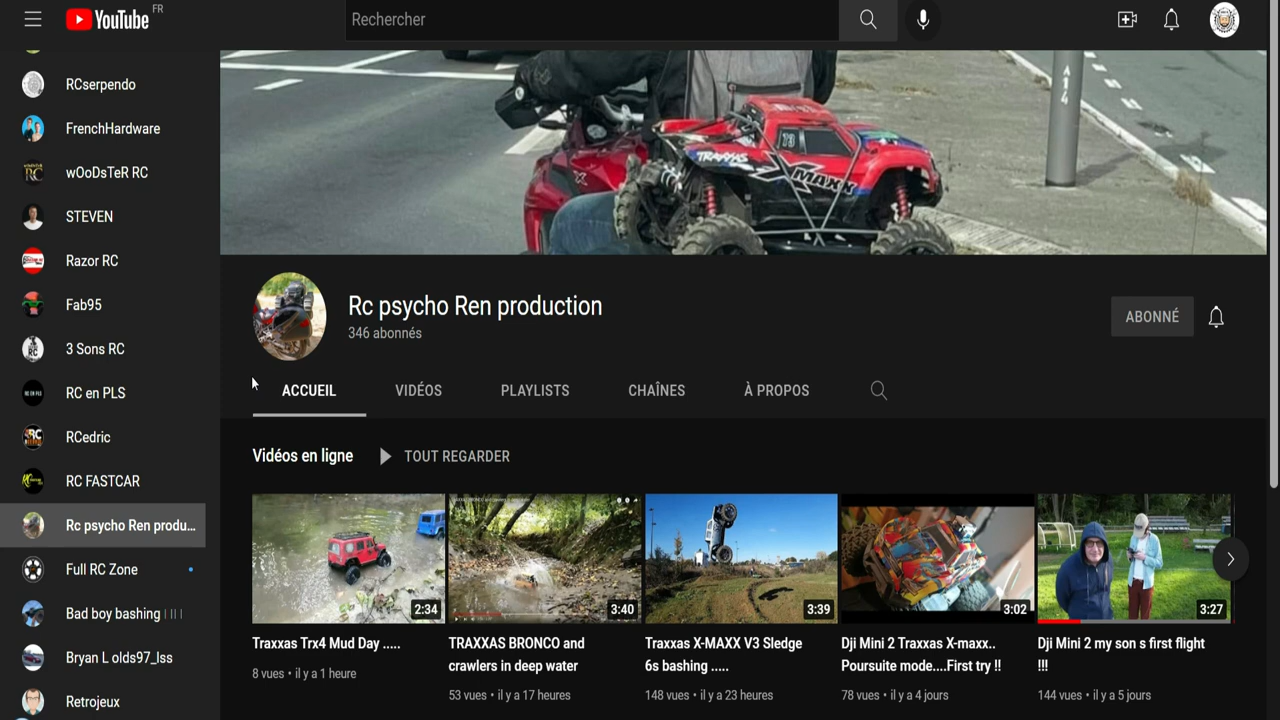 YouTube FR
Rechercher
RCserpendo
FrenchHardware
wOoDsTeR RC
STEVEN
Razor RC
Fab95
3 Sons RC
RC en PLS
RCedric
RC FASTCAR
Rc psycho Ren produ...
Full RC Zone
Bad boy bashing
Bryan L olds97_lss
Retrojeux
A14
73
TRAXXAS
X MAXX
Rc psycho Ren production
346 abonnés
ABONNÉ
ACCUEIL
VIDÉOS
PLAYLISTS
CHAÎNES
À PROPOS
Vidéos en ligne
TOUT REGARDER
2:34
Traxxas Trx4 Mud Day .....
8 vues • il y a 1 heure
3:40
TRAXXAS BRONCO and
crawlers in deep water
53 vues • il y a 17 heures
3:39
Traxxas X-MAXX V3 Sledge
6s bashing .....
148 vues • il y a 23 heures
3:02
Dji Mini 2 Traxxas X-maxx..
Poursuite mode....First try !!
78 vues • il y a 4 jours
3:27
Dji Mini 2 my son s first flight
!!!
144 vues • il y a 5 jours